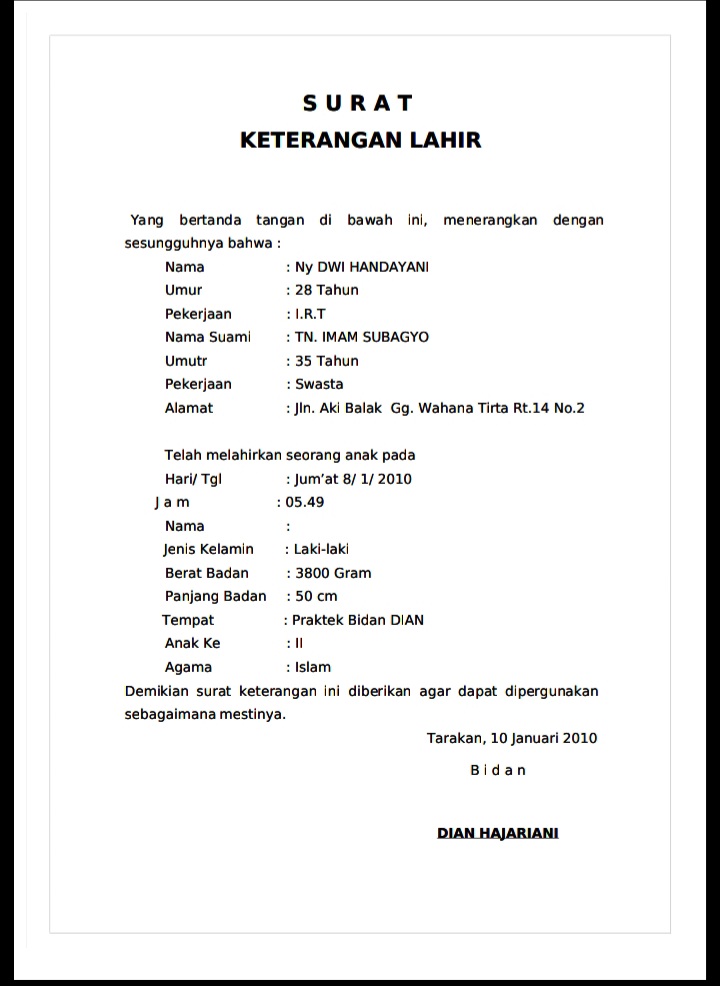 S U R A T
KETERANGAN LAHIR
Yang bertanda tangan di bawah ini, menerangkan dengan
sesungguhnya bahwa :
Nama : Ny DWI HANDAYANI
Umur : 28 Tahun
Pekerjaan : I.R.T
Nama Suami : TN. IMAM SUBAGYO
Umutr : 35 Tahun
Pekerjaan : Swasta
Alamat : Jln. Aki Balak Gg. Wahana Tirta Rt.14 No.2
Telah melahirkan seorang anak pada
Hari/ Tgl : Jum’at 8/ 1/ 2010
J a m : 05.49
Nama :
Jenis Kelamin : Laki-laki
Berat Badan : 3800 Gram
Panjang Badan : 50 cm
Tempat : Praktek Bidan DIAN
Anak Ke : II
Agama : Islam
Demikian surat keterangan ini diberikan agar dapat dipergunakan
sebagaimana mestinya.
Tarakan, 10 Januari 2010
B i d a n
DIAN HAJARIANI